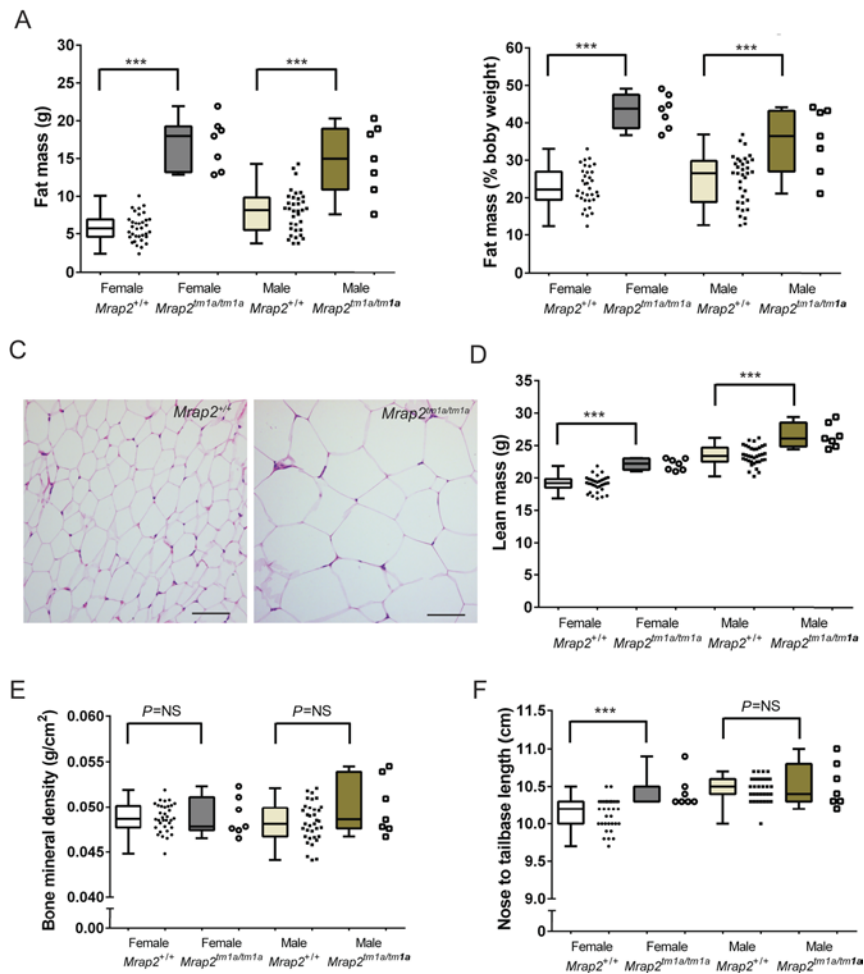 A
Fat mass (g)
30
25
20
15
10
5
0
***
***
Female
Female
Male
Male
Mrap2+/+
Mrap2tm1a/tm1a
Mrap2+/+
Mrap2tm1a/tm1a
Fat mass (% boby weight)
60
50
40
30
20
10
0
***
***
Female
Female
Male
Male
Mrap2+/+
Mrap2tm1a/tm1a
Mrap2+/+
Mrap2tm1a/tm1a
C
Mrap2+/+
Mrap2tm1a/tm1a
D
Lean mass (g)
35
30
25
20
15
10
5
0
***
***
Female
Female
Male
Male
Mrap2+/+
Mrap2tm1a/tm1a
Mrap2+/+
Mrap2tm1a/tm1a
E
Bone mineral density (g/cm²)
0.060
0.055
0.050
0.045
0.040
0.00
P=NS
P=NS
Female
Female
Male
Male
Mrap2+/+
Mrap2tm1a/tm1a
Mrap2+/+
Mrap2tm1a/tm1a
F
Nose to tailbase length (cm)
11.5
11.0
10.5
10.0
9.5
9.0
0
***
P=NS
Female
Female
Male
Male
Mrap2+/+
Mrap2tm1a/tm1a
Mrap2+/+
Mrap2tm1a/tm1a